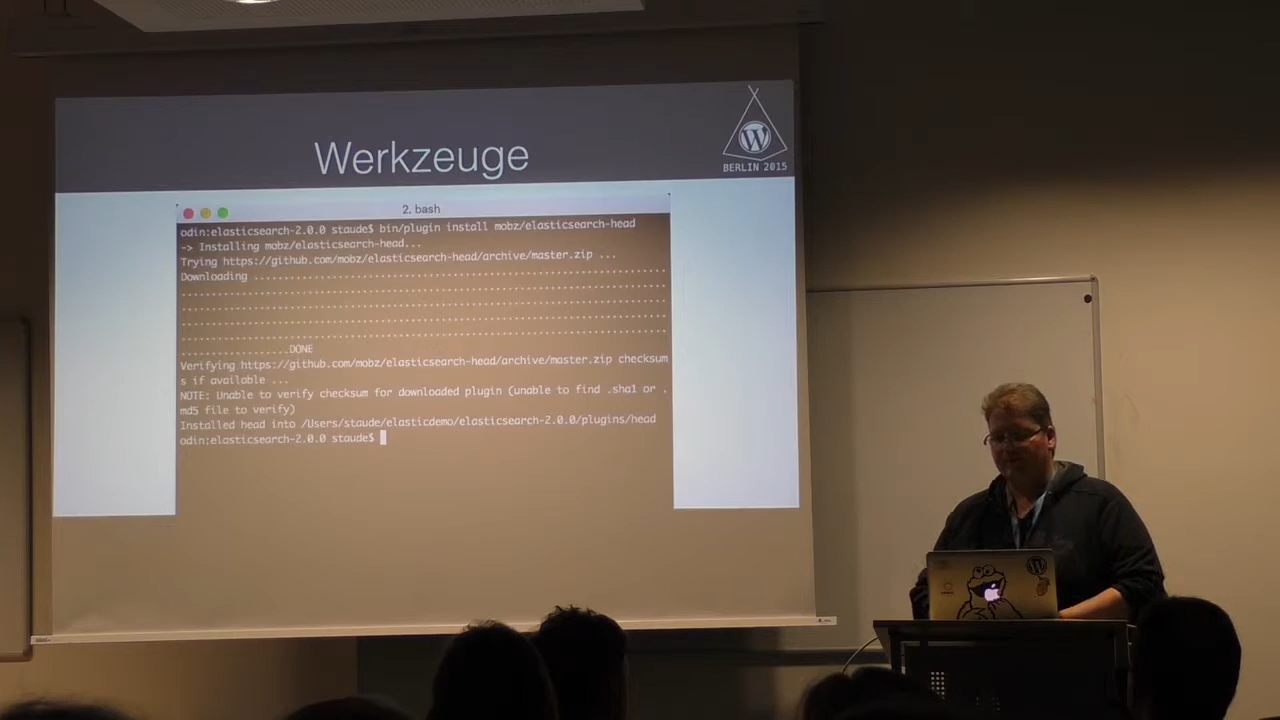 Werkzeuge
BERLIN 2015
2. bash
odin:elasticsearch-2.0.0 staude$ bin/plugin install mobz/elasticsearch-head
-> Installing mobz/elasticsearch-head...
Trying https://github.com/mobz/elasticsearch-head/archive/master.zip ...
Downloading ..................................................................
................................................................................
................................................................................
................................................................................
................................................................................
..................DONE
Verifying https://github.com/mobz/elasticsearch-head/archive/master.zip checksum
s if available ...
NOTE: Unable to verify checksum for downloaded plugin (unable to find .sha1 or .
md5 file to verify)
Installed head into /Users/staude/elasticdemo/elasticsearch-2.0.0/plugins/head
odin:elasticsearch-2.0.0 staude$